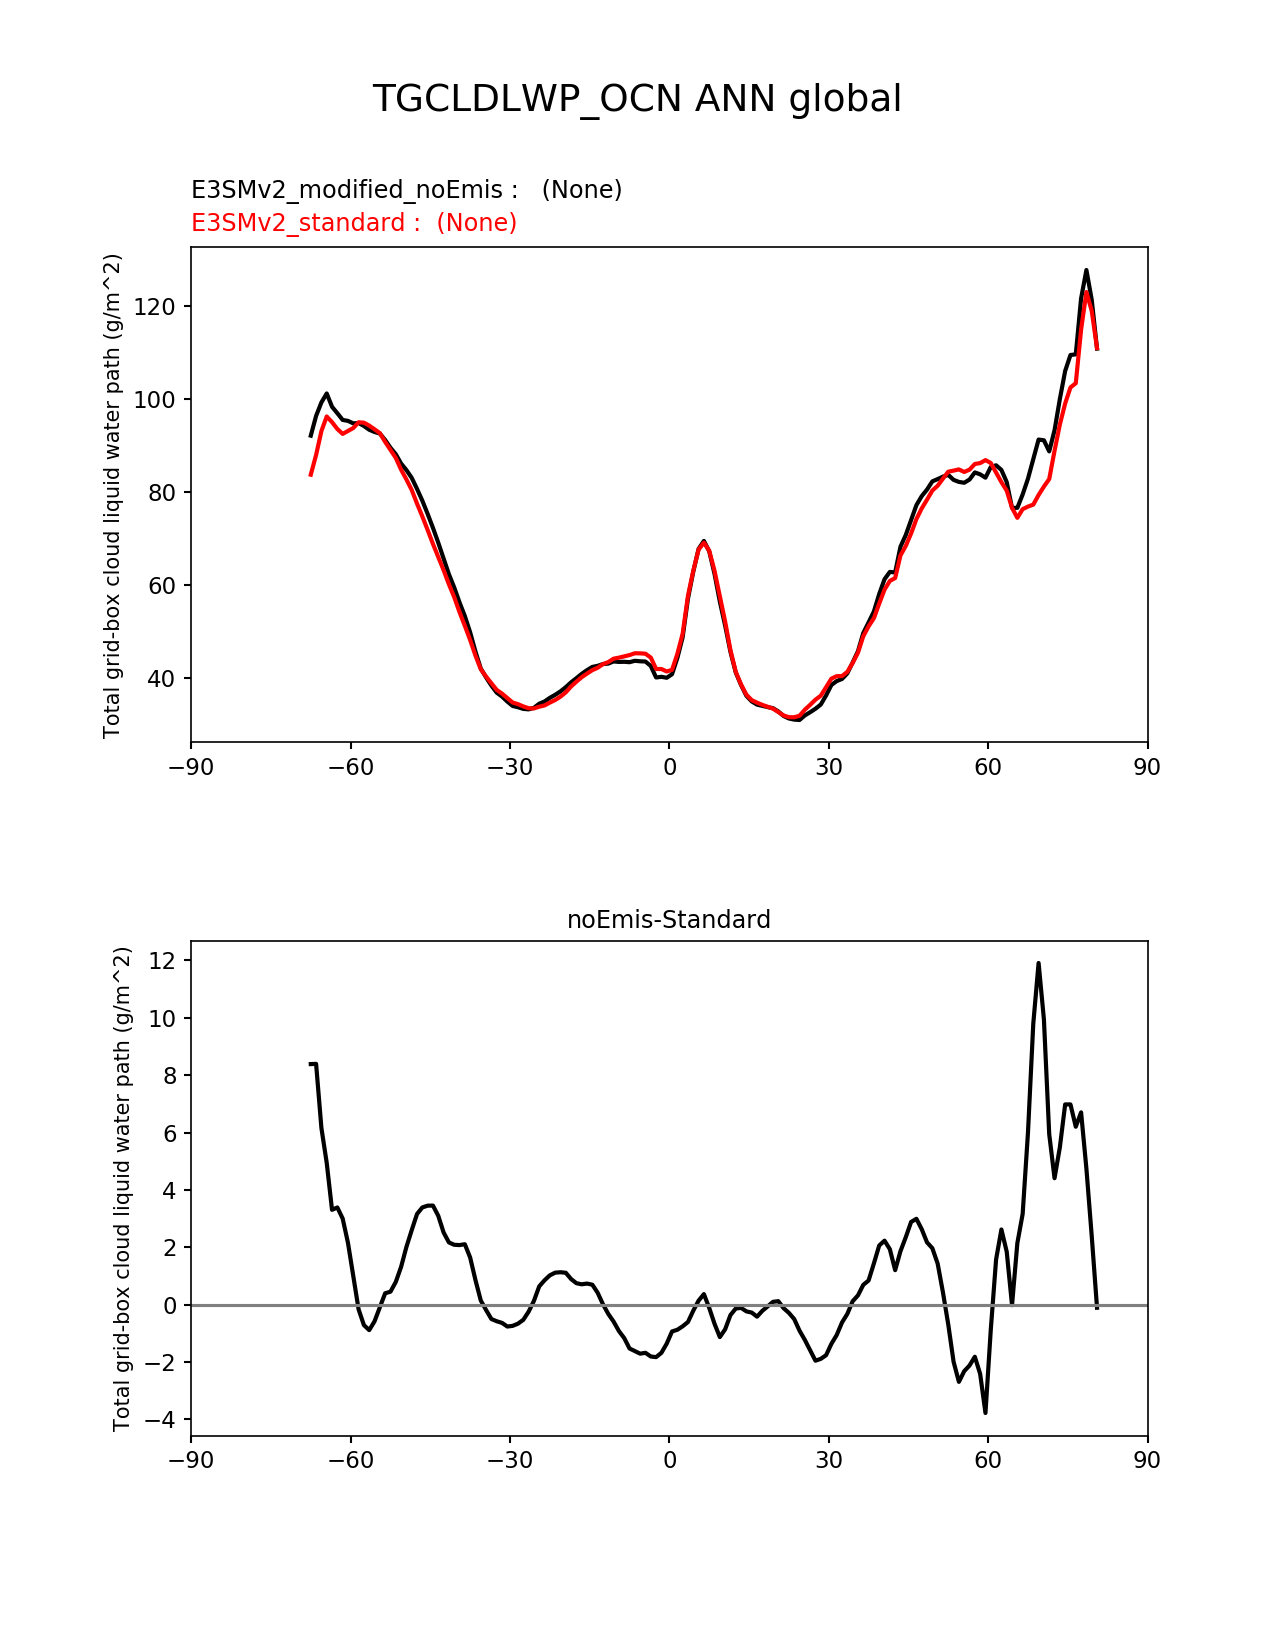 TGCLDLWP_OCN ANN global
E3SMv2_modified_noEmis :   (None)
E3SMv2_standard :  (None)
Total grid-box cloud liquid water path (g/m^2)
120
100
80
60
40
−90 −60 −30 0 30 60 90
noEmis-Standard
Total grid-box cloud liquid water path (g/m^2)
12
10
8
6
4
2
0
−2
−4
−90 −60 −30 0 30 60 90